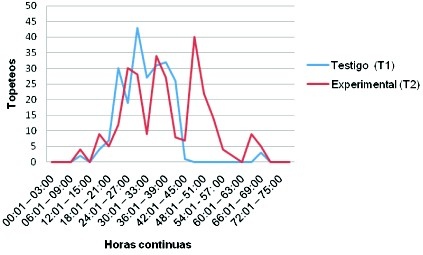 50
45
40
35
30
25
20
15
10
5
0
Topeteos
00:01 – 03:00
06:01 – 09:00
12:01 – 15:00
18:01 – 21:00
24:01 – 27:00
30:01 – 33:00
36:01 – 39:00
42:01 – 45:00
48:01 – 51:00
54:01 – 57:00
60:01 – 63:00
66:01 – 69:00
72:01 – 75:00
Horas continuas
Testigo (T1)
Experimental (T2)